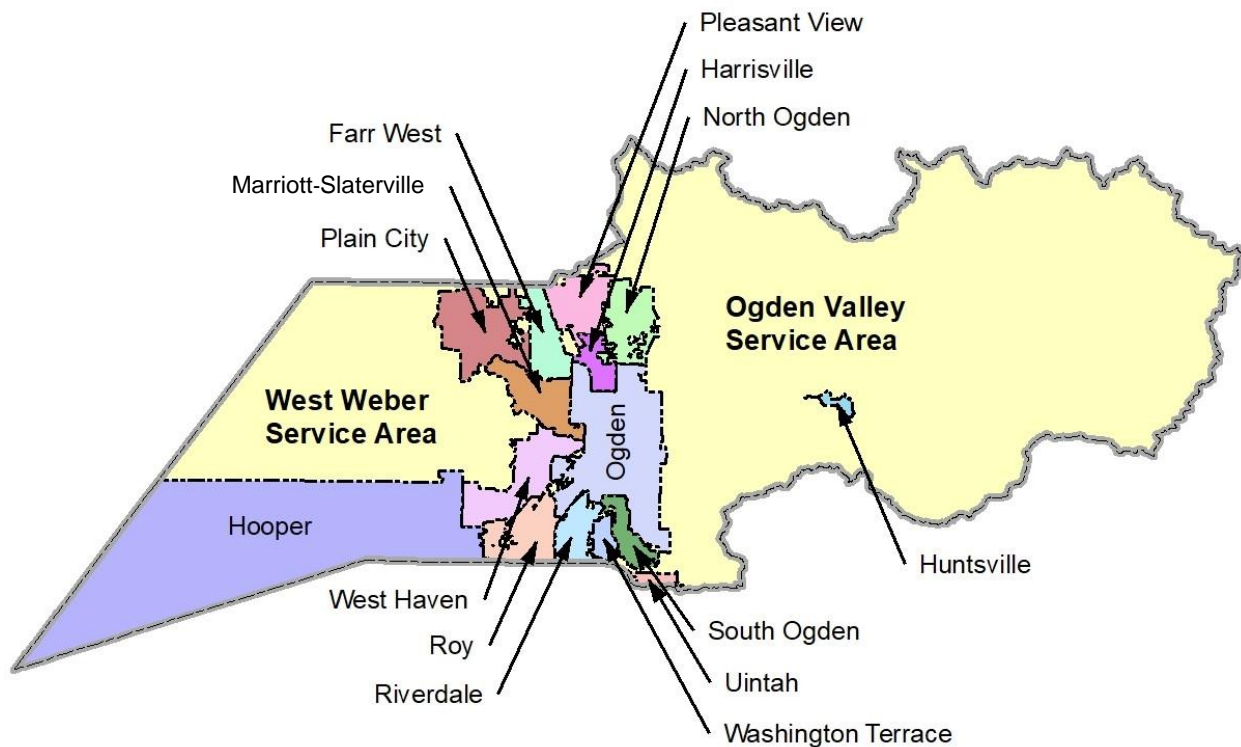 Pleasant View
Harrisville
North Ogden
Farr West
Marriott-Slaterville
Plain City
Ogden Valley
Service Area
West Weber
Service Area
Ogden
Hooper
Huntsville
West Haven
South Ogden
Roy
Uintah
Riverdale
Washington Terrace